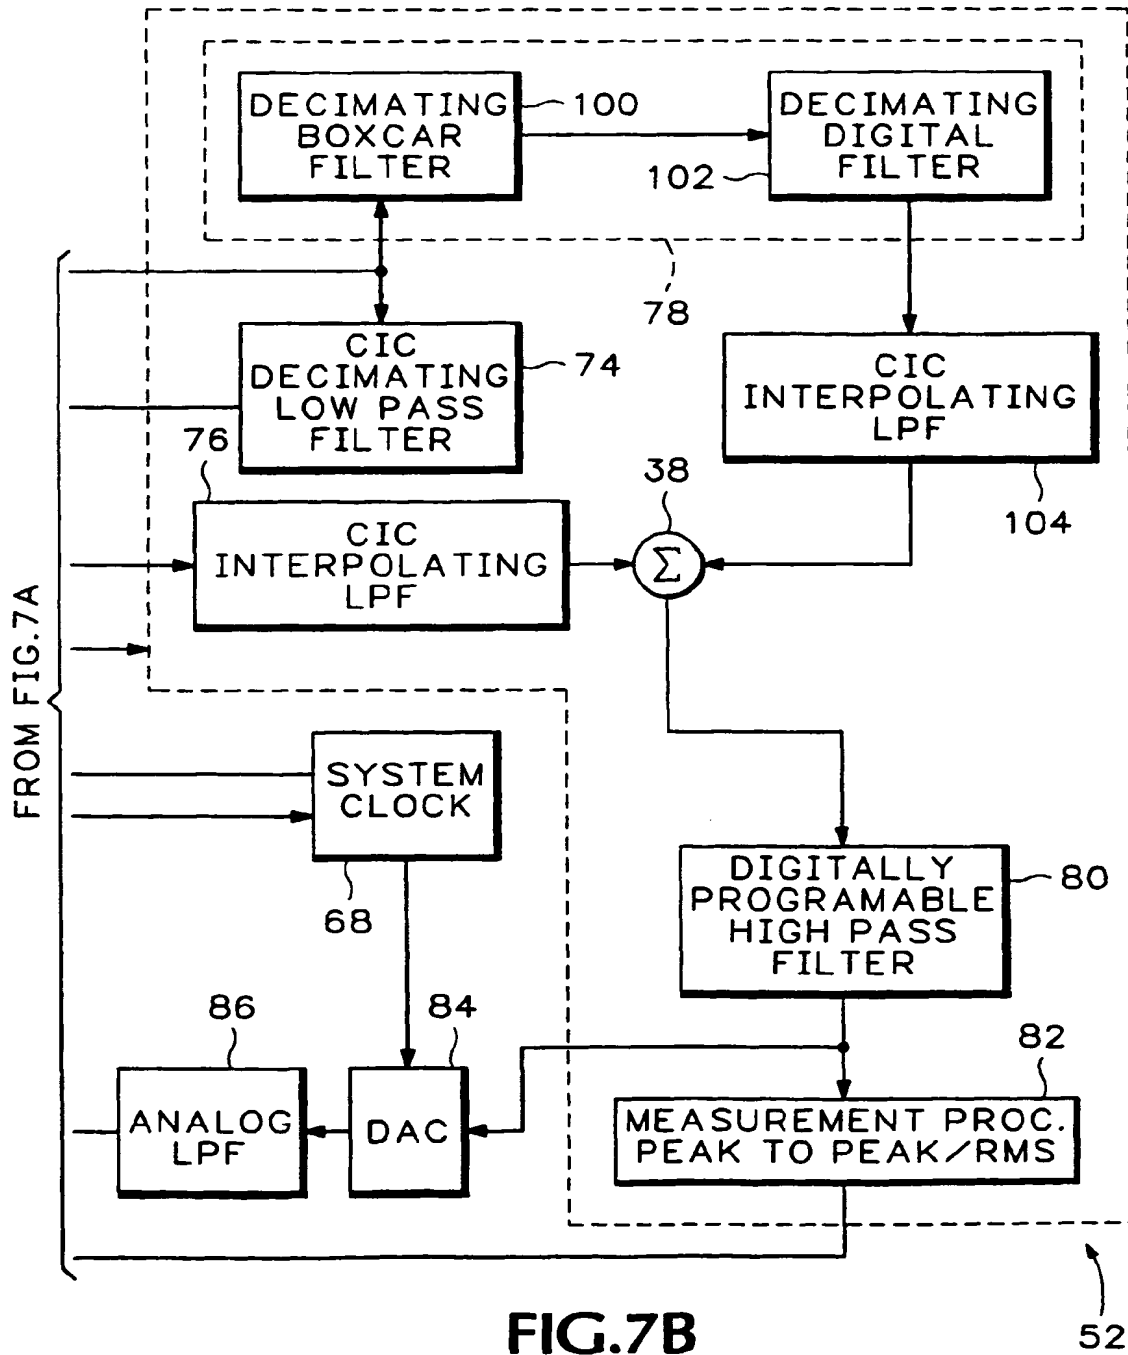 DECIMATING
BOXCAR
FILTER
100
DECIMATING
DIGITAL
FILTER
102
78
CIC
DECIMATING
LOW PASS
FILTER
74
CIC
INTERPOLATING
LPF
104
76
CIC
INTERPOLATING
LPF
38
Σ
FROM FIG.7A
SYSTEM
CLOCK
68
DIGITALLY
PROGRAMABLE
HIGH PASS
FILTER
80
86
ANALOG
LPF
84
DAC
82
MEASUREMENT PROC.
PEAK TO PEAK/RMS
52
FIG.7B